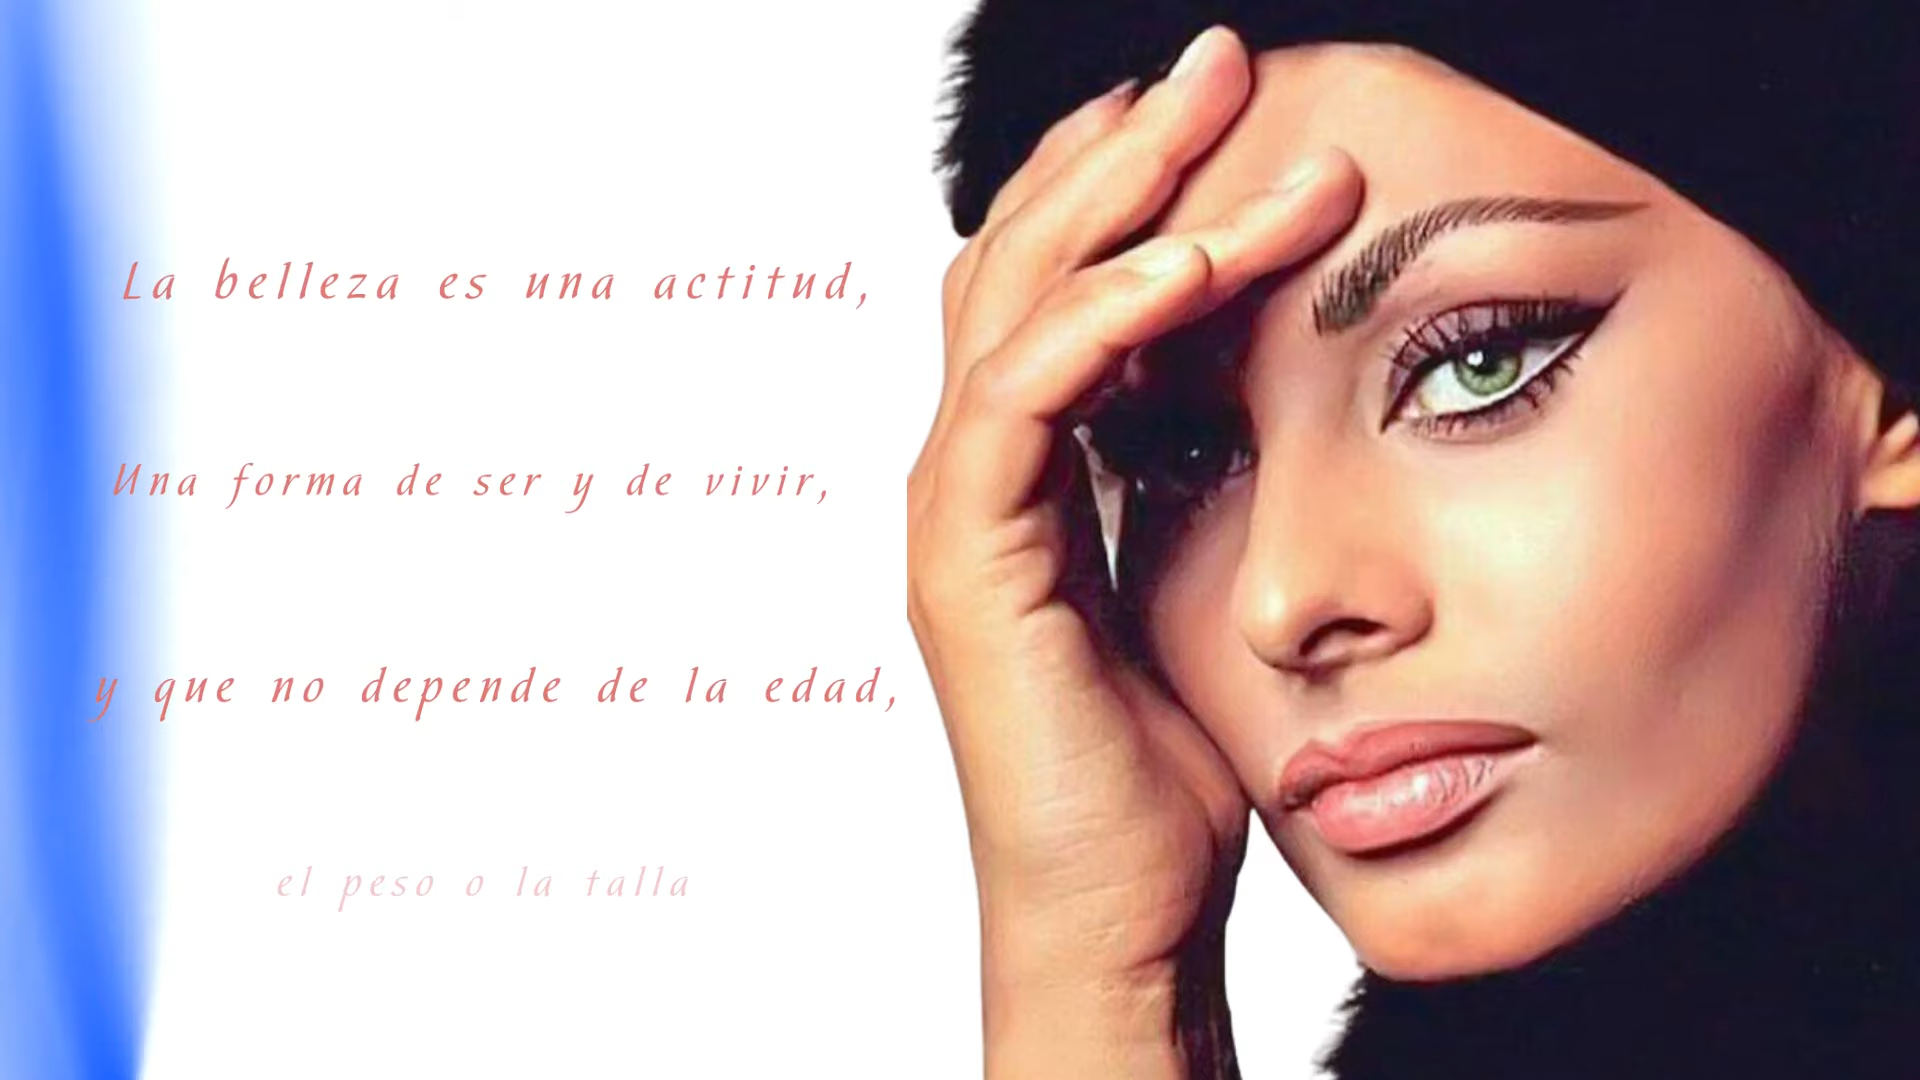 La belleza es una actitud,
Una forma de ser y de vivir,
y que no depende de la edad,
el peso o la talla